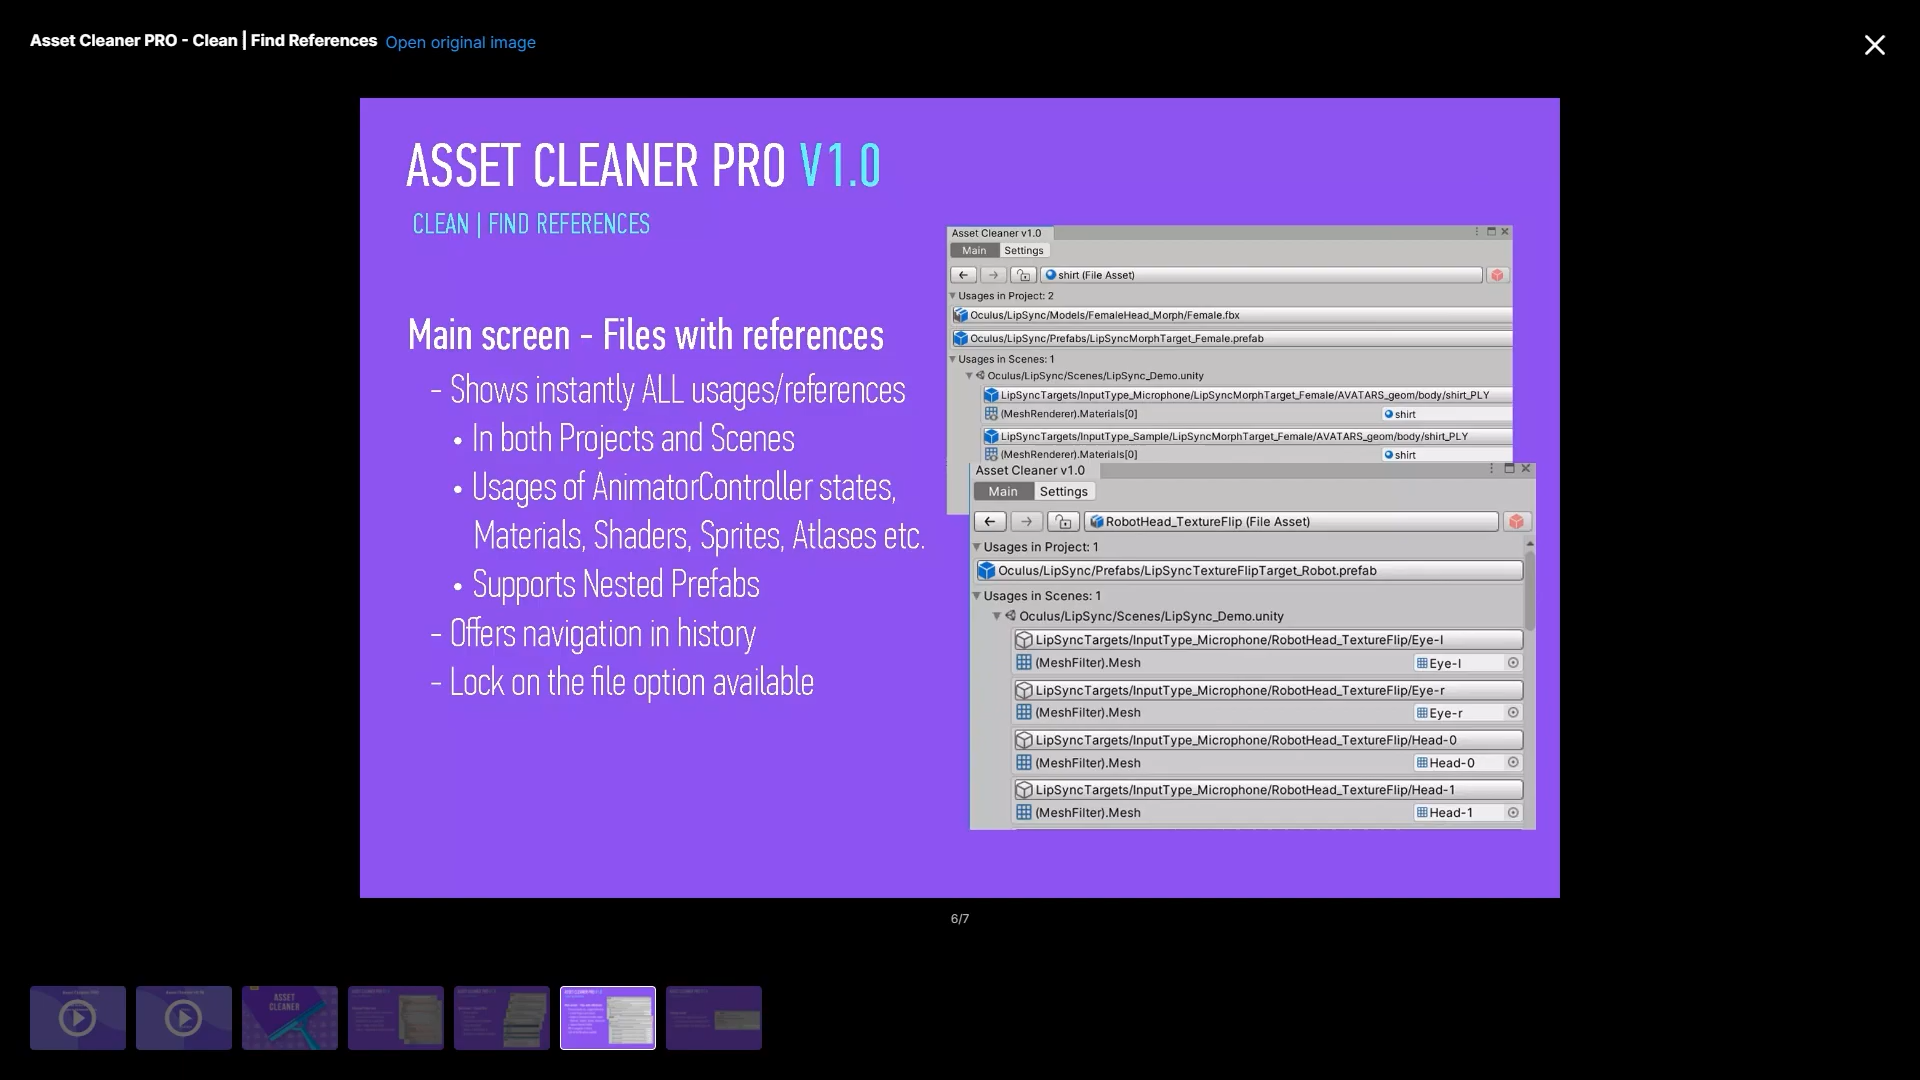 Asset Cleaner PRO - Clean | Find References Open original image
ASSET CLEANER PRO V1.0
CLEAN | FIND REFERENCES
Main screen - Files with references
- Shows instantly ALL usages/references
• In both Projects and Scenes
• Usages of AnimatorController states,
Materials, Shaders, Sprites, Atlases etc.
• Supports Nested Prefabs
- Offers navigation in history
- Lock on the file option available
Asset Cleaner v1.0
Main Settings
shirt (File Asset)
Usages in Project: 2
Oculus/LipSync/Models/FemaleHead_Morph/Female.fbx
Oculus/LipSync/Prefabs/LipSyncMorphTarget_Female.prefab
Usages in Scenes: 1
Oculus/LipSync/Scenes/LipSync_Demo.unity
LipSyncTargets/InputType_Microphone/LipSyncMorphTarget_Female/AVATARS_geom/body/shirt_PLY
(MeshRenderer).Materials[0] shirt
LipSyncTargets/InputType_Sample/LipSyncMorphTarget_Female/AVATARS_geom/body/shirt_PLY
(MeshRenderer).Materials[0] shirt
Asset Cleaner v1.0
Main Settings
RobotHead_TextureFlip (File Asset)
Usages in Project: 1
Oculus/LipSync/Prefabs/LipSyncTextureFlipTarget_Robot.prefab
Usages in Scenes: 1
Oculus/LipSync/Scenes/LipSync_Demo.unity
LipSyncTargets/InputType_Microphone/RobotHead_TextureFlip/Eye-l
(MeshFilter).Mesh Eye-l
LipSyncTargets/InputType_Microphone/RobotHead_TextureFlip/Eye-r
(MeshFilter).Mesh Eye-r
LipSyncTargets/InputType_Microphone/RobotHead_TextureFlip/Head-0
(MeshFilter).Mesh Head-0
LipSyncTargets/InputType_Microphone/RobotHead_TextureFlip/Head-1
(MeshFilter).Mesh Head-1
6/7
ASSET
CLEANER